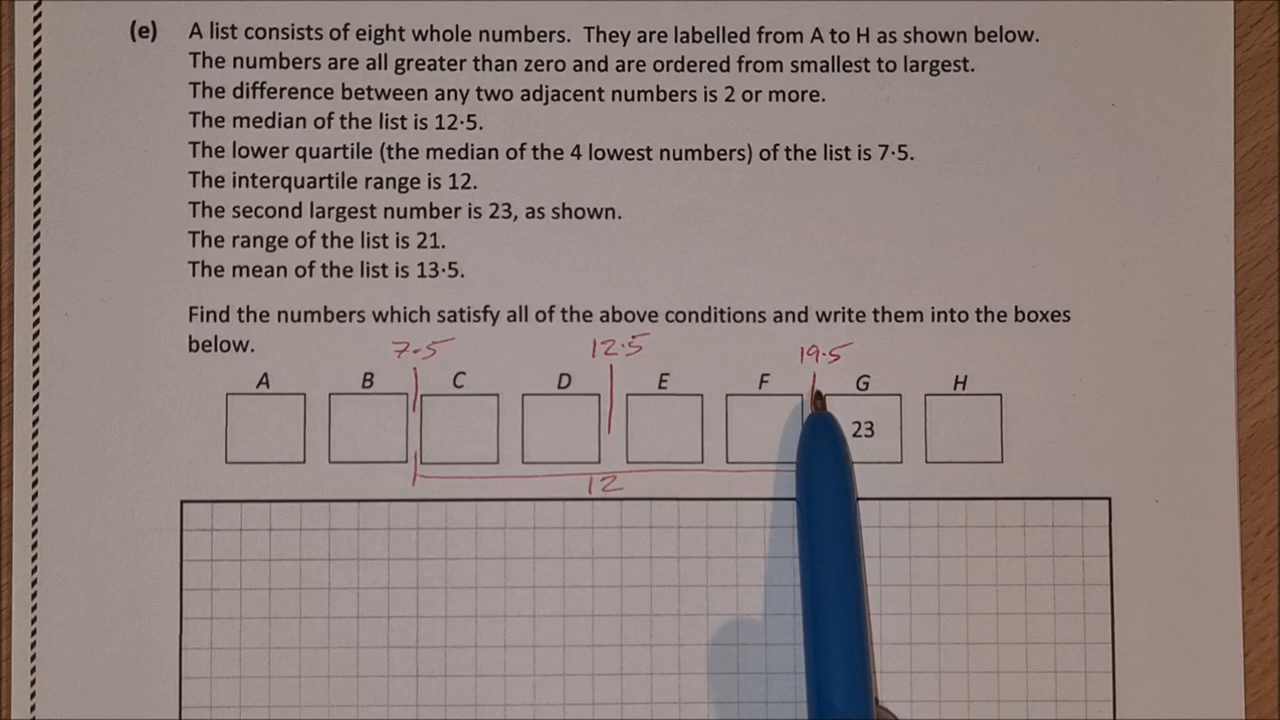 (e) A list consists of eight whole numbers. They are labelled from A to H as shown below.
The numbers are all greater than zero and are ordered from smallest to largest.
The difference between any two adjacent numbers is 2 or more.
The median of the list is 12·5.
The lower quartile (the median of the 4 lowest numbers) of the list is 7·5.
The interquartile range is 12.
The second largest number is 23, as shown.
The range of the list is 21.
The mean of the list is 13·5.
Find the numbers which satisfy all of the above conditions and write them into the boxes
below.
7.5 12.5 19.5
A B C D E F G H
23
12